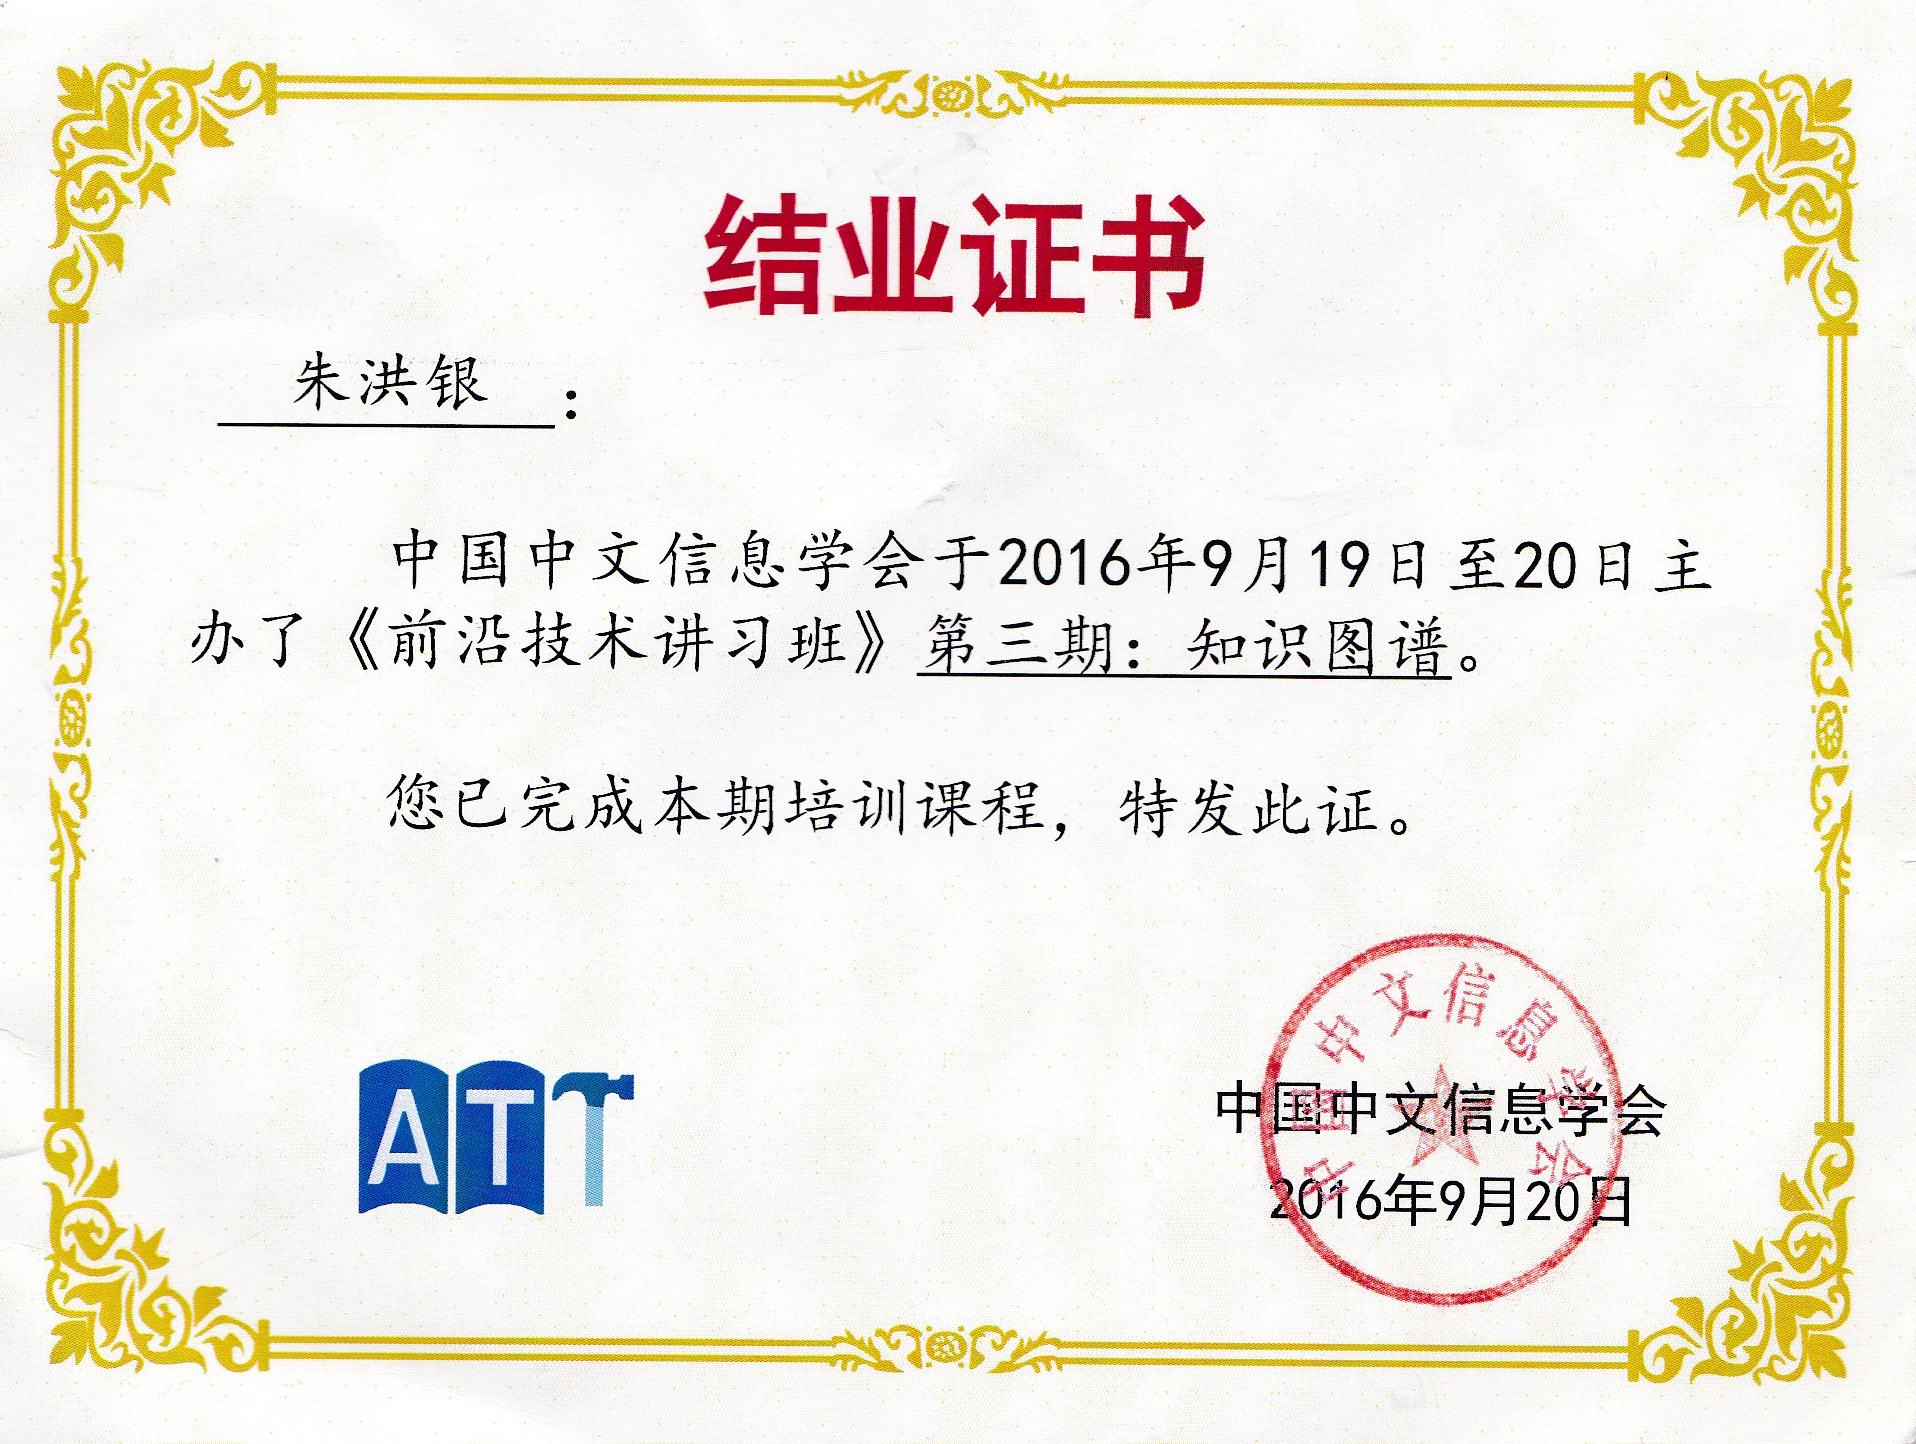 结业证书
朱洪银：
中国中文信息学会于2016年9月19日至20日主
办了《前沿技术讲习班》第三期：知识图谱。
您已完成本期培训课程，特发此证。
ATT
中国中文信息学会
中国中文信息学会
2016年9月20日